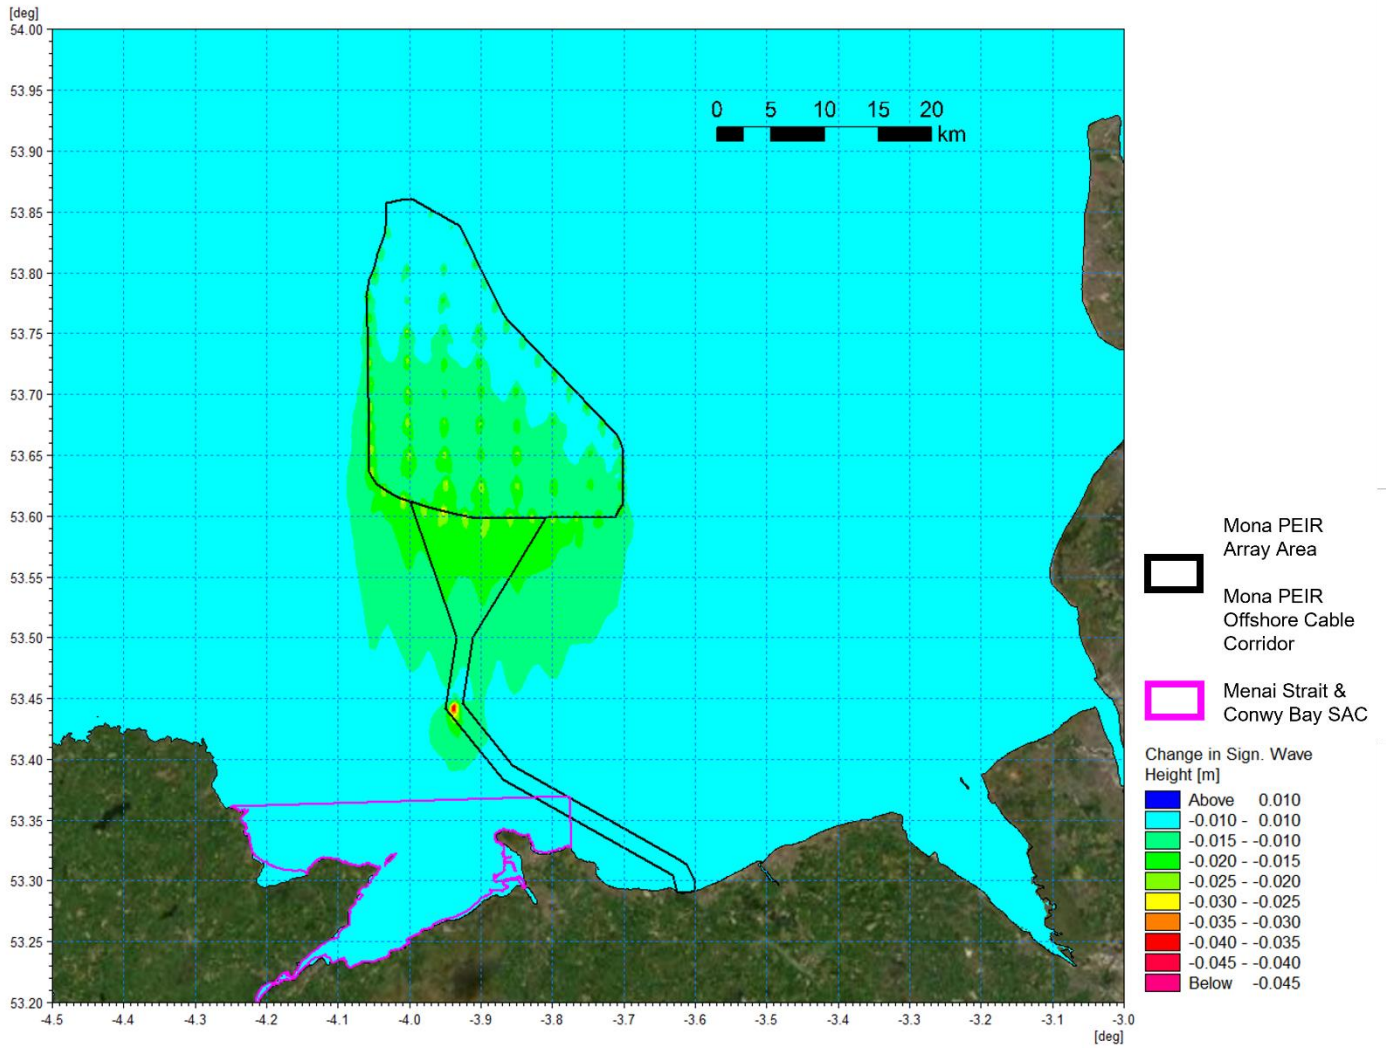 [deg]
54.00
0 5 10 15 20
km
53.95
53.90
53.85
53.80
53.75
53.70
53.65
53.60
53.55
53.50
53.45
53.40
53.35
53.30
53.25
53.20
-4.5 -4.4 -4.3 -4.2 -4.1 -4.0 -3.9 -3.8 -3.7 -3.6 -3.5 -3.4 -3.3 -3.2 -3.1 -3.0
[deg]
Mona PEIR
Array Area
Mona PEIR
Offshore Cable
Corridor
Menai Strait &
Conwy Bay SAC
Change in Sign. Wave
Height [m]
Above 0.010
-0.010 - 0.010
-0.015 - -0.010
-0.020 - -0.015
-0.025 - -0.020
-0.030 - -0.025
-0.035 - -0.030
-0.040 - -0.035
-0.045 - -0.040
Below -0.045